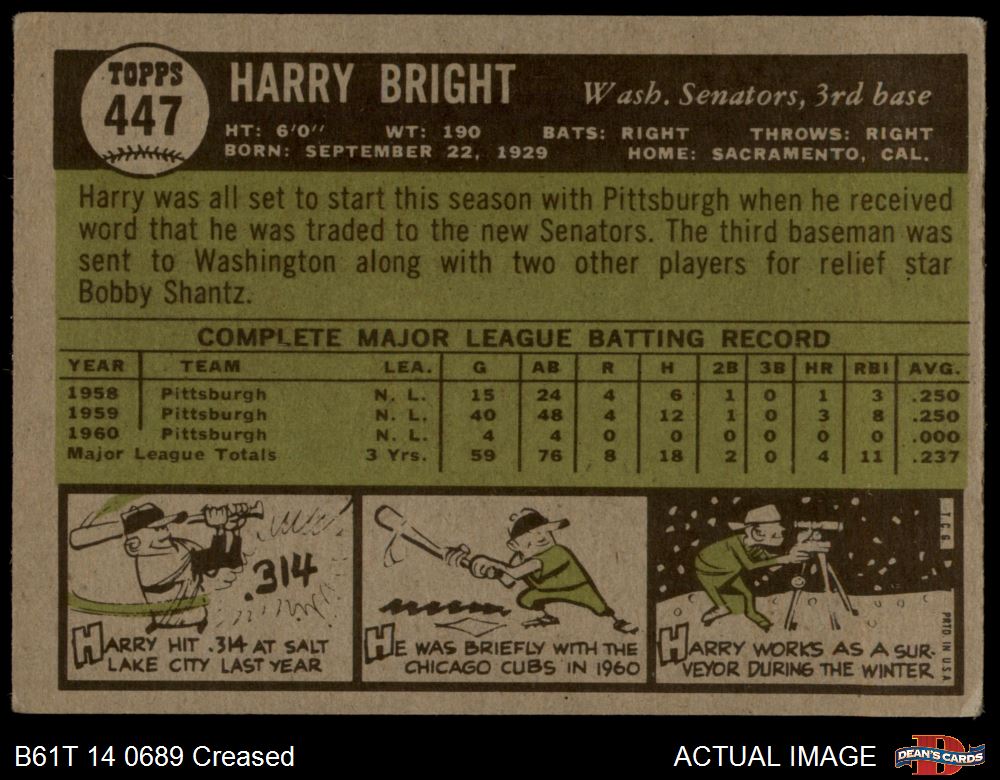 TOPPS
447
HARRY BRIGHT Wash. Senators, 3rd base
HT: 6'0" WT: 190 BATS: RIGHT THROWS: RIGHT
BORN: SEPTEMBER 22, 1929 HOME: SACRAMENTO, CAL.
Harry was all set to start this season with Pittsburgh when he received
word that he was traded to the new Senators. The third baseman was
sent to Washington along with two other players for relief star
Bobby Shantz.
COMPLETE MAJOR LEAGUE BATTING RECORD
YEAR TEAM LEA. G AB R H 2B 3B HR RBI AVG.
1958 Pittsburgh N. L. 15 24 4 6 1 0 1 3 .250
1959 Pittsburgh N. L. 40 48 4 12 1 0 3 8 .250
1960 Pittsburgh N. L. 4 4 0 0 0 0 0 0 .000
Major League Totals 3 Yrs. 59 76 8 18 2 0 4 11 .237
.314
HARRY HIT .314 AT SALT
LAKE CITY LAST YEAR
HE WAS BRIEFLY WITH THE
CHICAGO CUBS IN 1960
HARRY WORKS AS A SUR-
VEYOR DURING THE WINTER
T.C.G.
PRTD IN USA
B61T 14 0689 Creased
ACTUAL IMAGE
DEAN'S CARDS